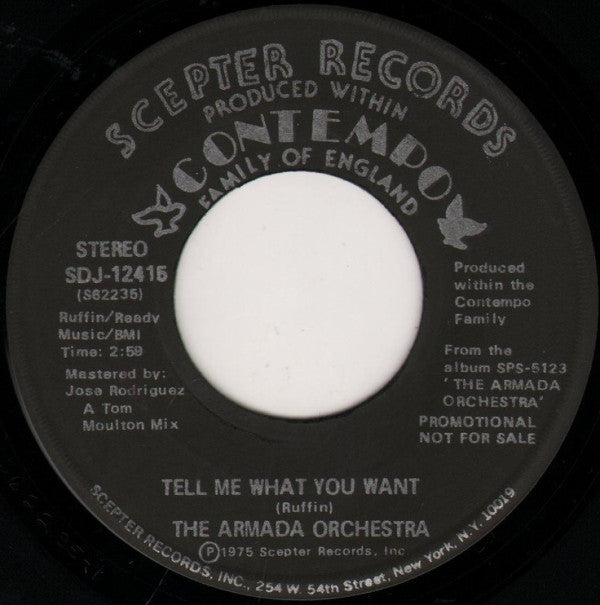 SCEPTER RECORDS
PRODUCED WITHIN
CONTEMPO
FAMILY OF ENGLAND
STEREO
SDJ-12415
(S62235)
Ruffin/Ready
Music/BMI
Time: 2:59
Mastered by:
Jose Rodriguez
A Tom
Moulton Mix
Produced
within the
Contempo
Family
From the
album SPS-5123
'THE ARMADA
ORCHESTRA'
PROMOTIONAL
NOT FOR SALE
TELL ME WHAT YOU WANT
(Ruffin)
THE ARMADA ORCHESTRA
Ⓟ1975 Scepter Records, Inc
SCEPTER RECORDS, INC., 254 W. 54th Street, New York, N.Y. 10019